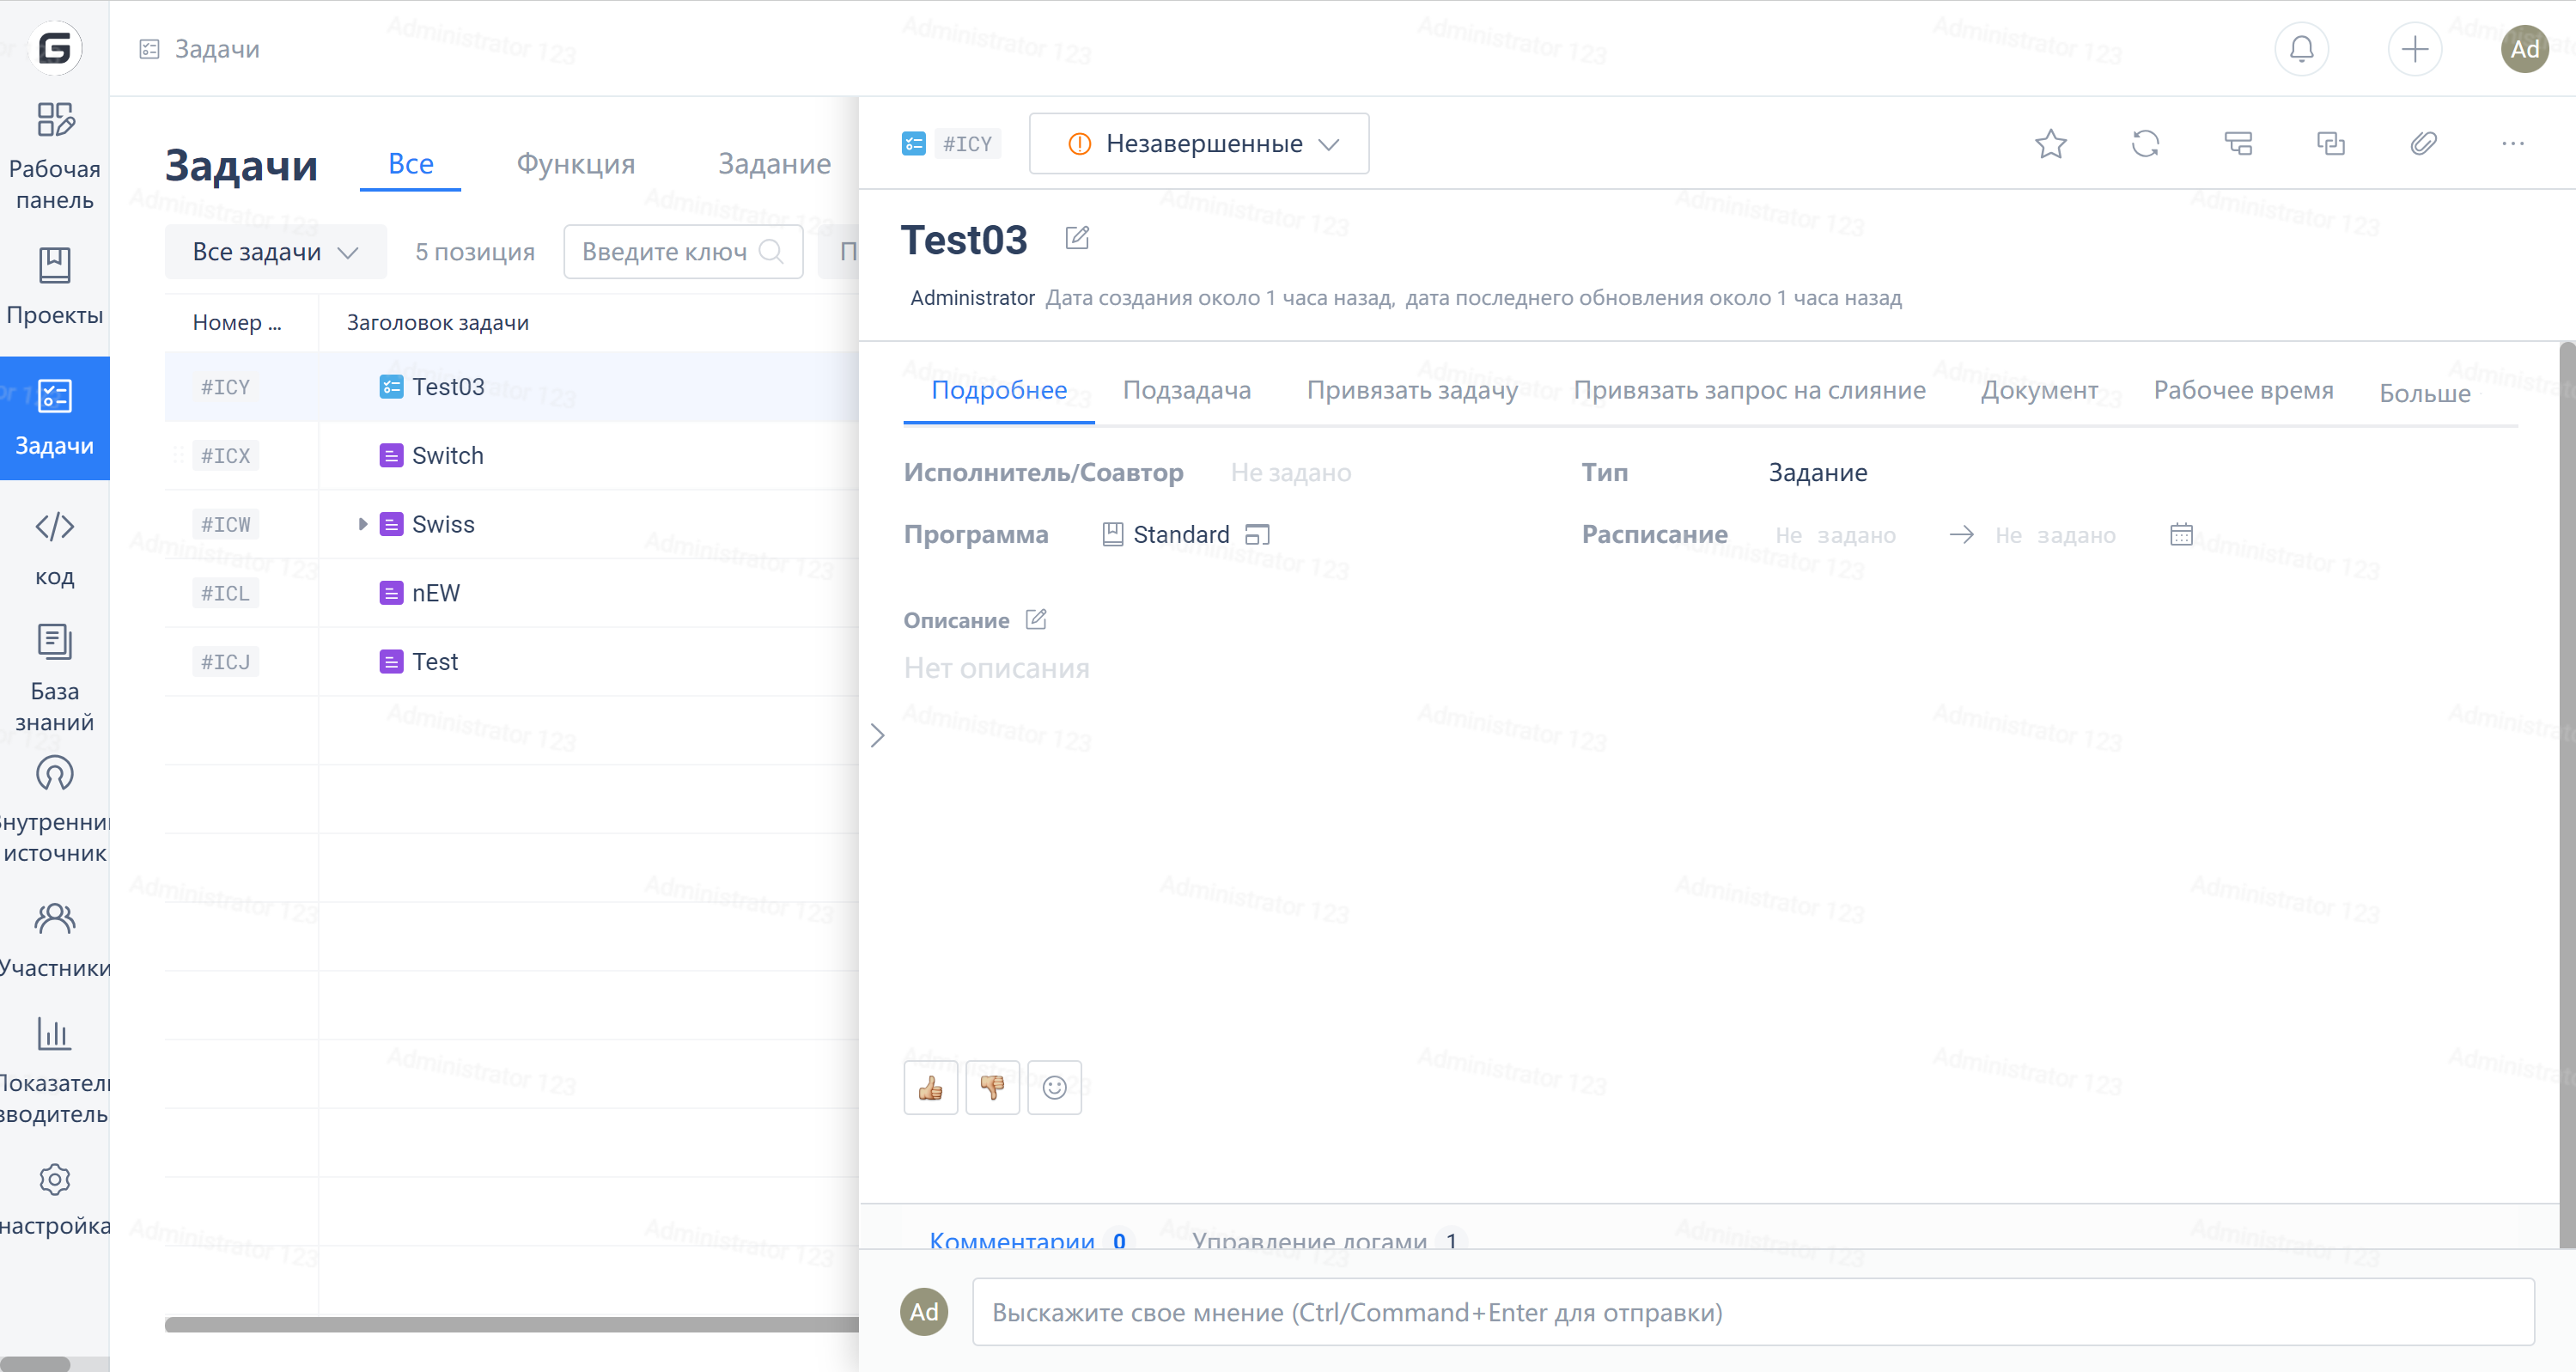 G
Задачи
Ad
Рабочая
панель
Проекты
Задачи
код
База
знаний
источник
Участники
настройка
Задачи
Все
Функция
Задание
Все задачи
5 позиция
Введите ключ
П
Номер ...
Заголовок задачи
#ICY
Test03
#ICX
Switch
#ICW
Swiss
#ICL
nEW
#ICJ
Test
#ICY
Незавершенные
...
Test03
Administrator Дата создания около 1 часа назад, дата последнего обновления около 1 часа назад
Подробнее
Подзадача
Привязать задачу
Привязать запрос на слияние
Документ
Рабочее время
Больше
Исполнитель/Соавтор
Не задано
Тип
Задание
Программа
Standard
Расписание
Не задано
Не задано
Описание
Нет описания
Комментарии 0
Управление логами 1
Ad
Выскажите свое мнение (Ctrl/Command+Enter для отправки)
Administrator 123